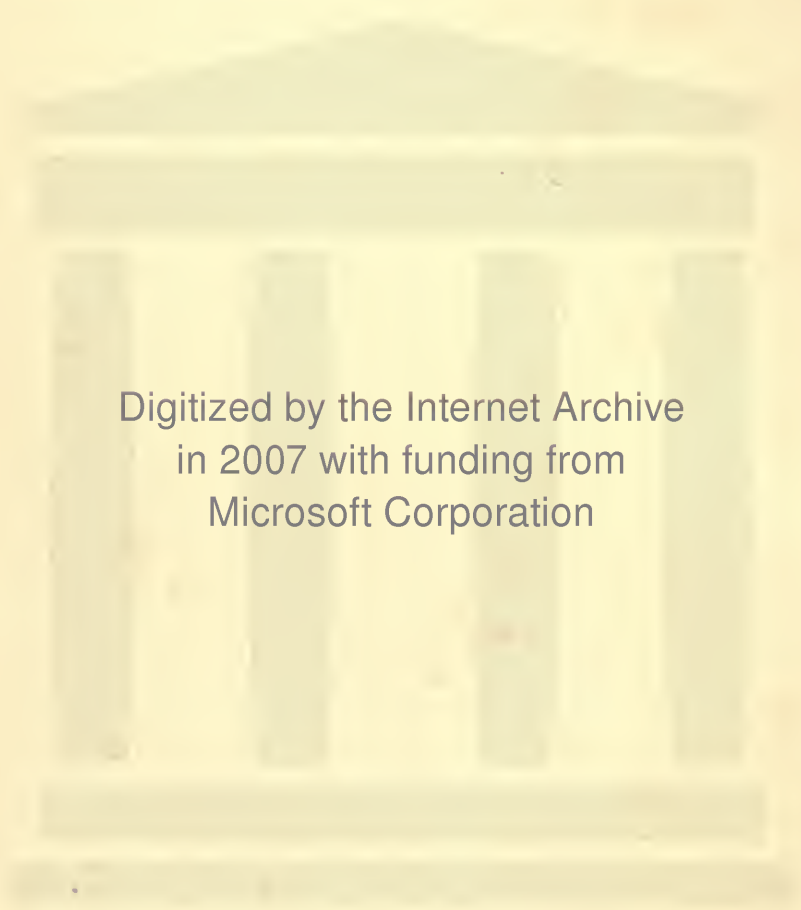 Digitized by the Internet Archive
in 2007 with funding from
Microsoft Corporation